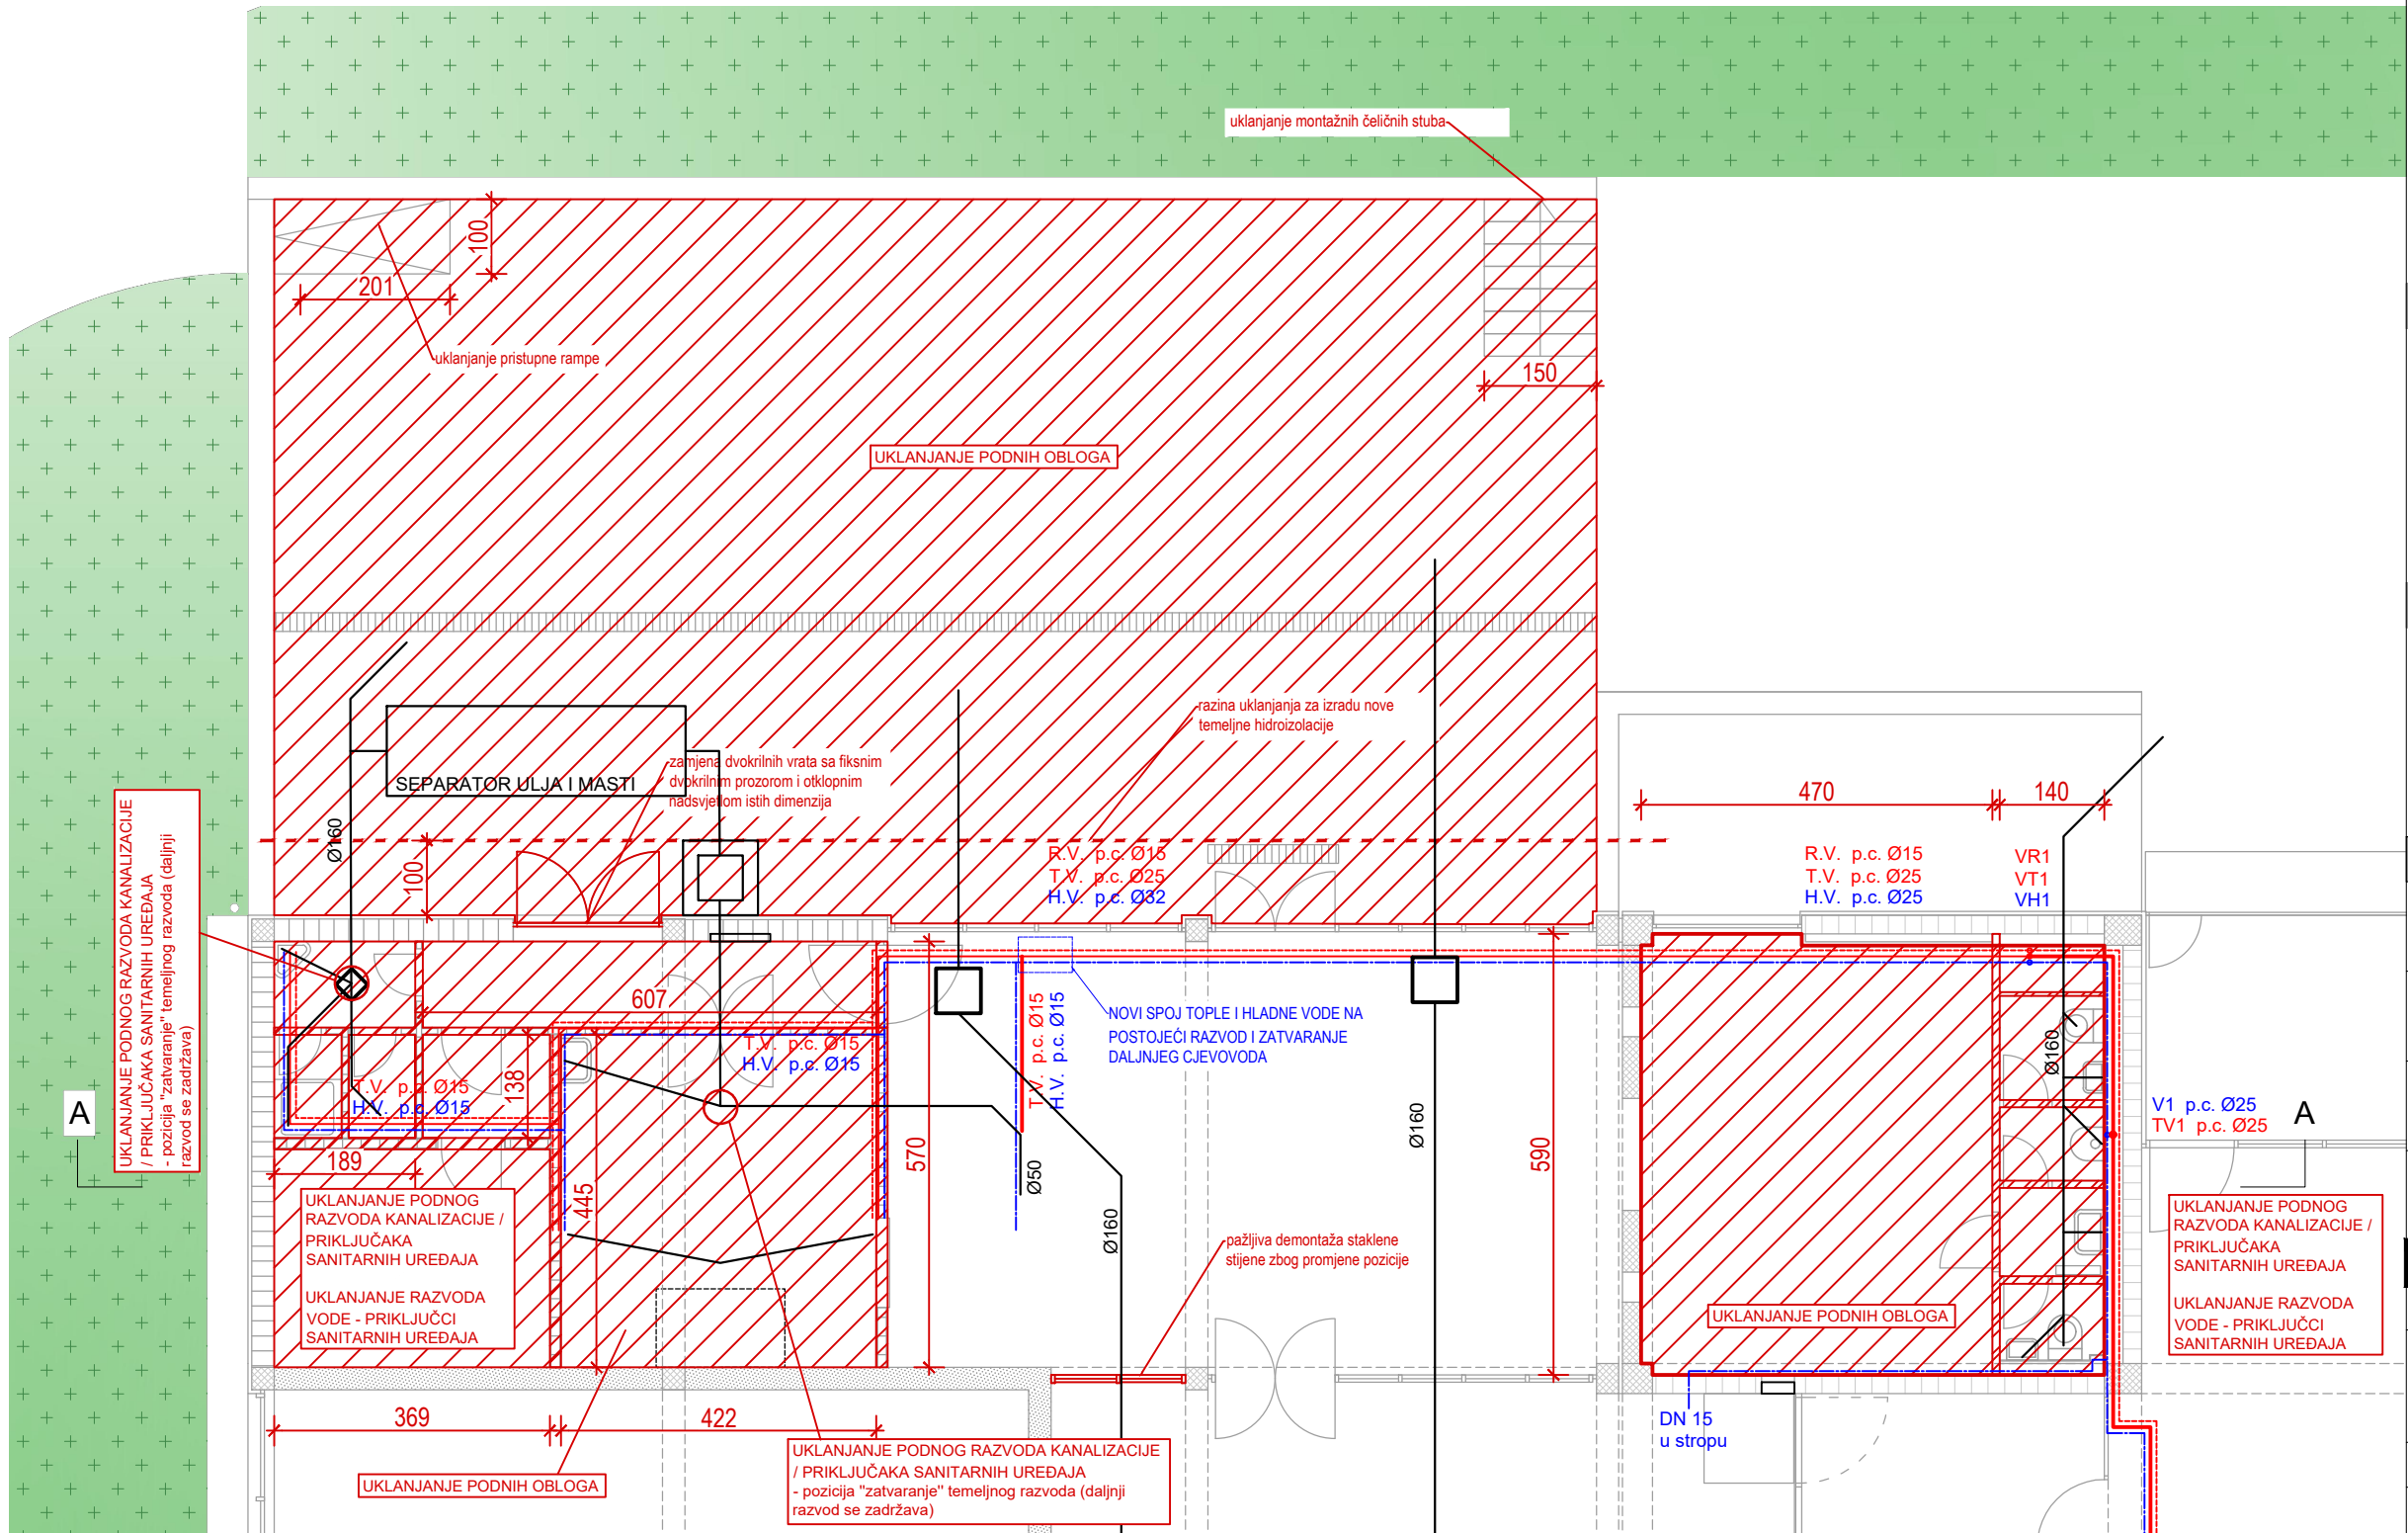 uklanjanje montažnih čeličnih stuba
100
201
uklanjanje pristupne rampe
150
UKLANJANJE PODNIH OBLOGA
razina uklanjanja za izradu nove
temeljne hidroizolacije
zamjena dvokrilnih vrata sa fiksnim
dvokrilnim prozorom i otklopnim
nadsvjetlom istih dimenzija
SEPARATOR ULJA I MASTI
470
140
Ø160
100
R.V. p.c. Ø15
T.V. p.c. Ø25
H.V. p.c. Ø32
R.V. p.c. Ø15
T.V. p.c. Ø25
H.V. p.c. Ø25
VR1
VT1
VH1
UKLANJANJE PODNOG RAZVODA KANALIZACIJE
/ PRIKLJUČAKA SANITARNIH UREĐAJA
- pozicija "zatvaranje" temeljnog razvoda (daljnji
razvod se zadržava)
607
T.V. p.c. Ø15
H.V. p.c. Ø15
T.V. p.c. Ø15
H.V. p.c. Ø15
NOVI SPOJ TOPLE I HLADNE VODE NA
POSTOJEĆI RAZVOD I ZATVARANJE
DALJNJEG CJEVOVODA
Ø160
138
T.V. p.c. Ø15
H.V. p.c. Ø15
A
V1 p.c. Ø25
TV1 p.c. Ø25
A
189
445
570
Ø50
Ø160
Ø160
590
UKLANJANJE PODNOG
RAZVODA KANALIZACIJE /
PRIKLJUČAKA
SANITARNIH UREĐAJA
UKLANJANJE RAZVODA
VODE - PRIKLJUČCI
SANITARNIH UREĐAJA
pažljiva demontaža staklene
stijene zbog promjene pozicije
UKLANJANJE PODNIH OBLOGA
UKLANJANJE PODNOG
RAZVODA KANALIZACIJE /
PRIKLJUČAKA
SANITARNIH UREĐAJA
UKLANJANJE RAZVODA
VODE - PRIKLJUČCI
SANITARNIH UREĐAJA
369
422
DN 15
u stropu
UKLANJANJE PODNIH OBLOGA
UKLANJANJE PODNOG RAZVODA KANALIZACIJE
/ PRIKLJUČAKA SANITARNIH UREĐAJA
- pozicija "zatvaranje" temeljnog razvoda (daljnji
razvod se zadržava)